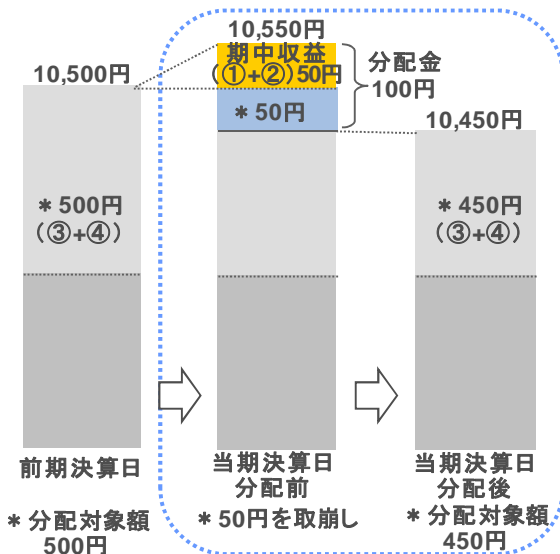 10,500円
＊500円
（③+④）
前期決算日
＊分配対象額
500円
10,550円
期中収益
（①+②）50円
＊50円
分配金
100円
当期決算日
分配前
＊50円を取崩し
10,450円
＊450円
（③+④）
当期決算日
分配後
＊分配対象額
450円